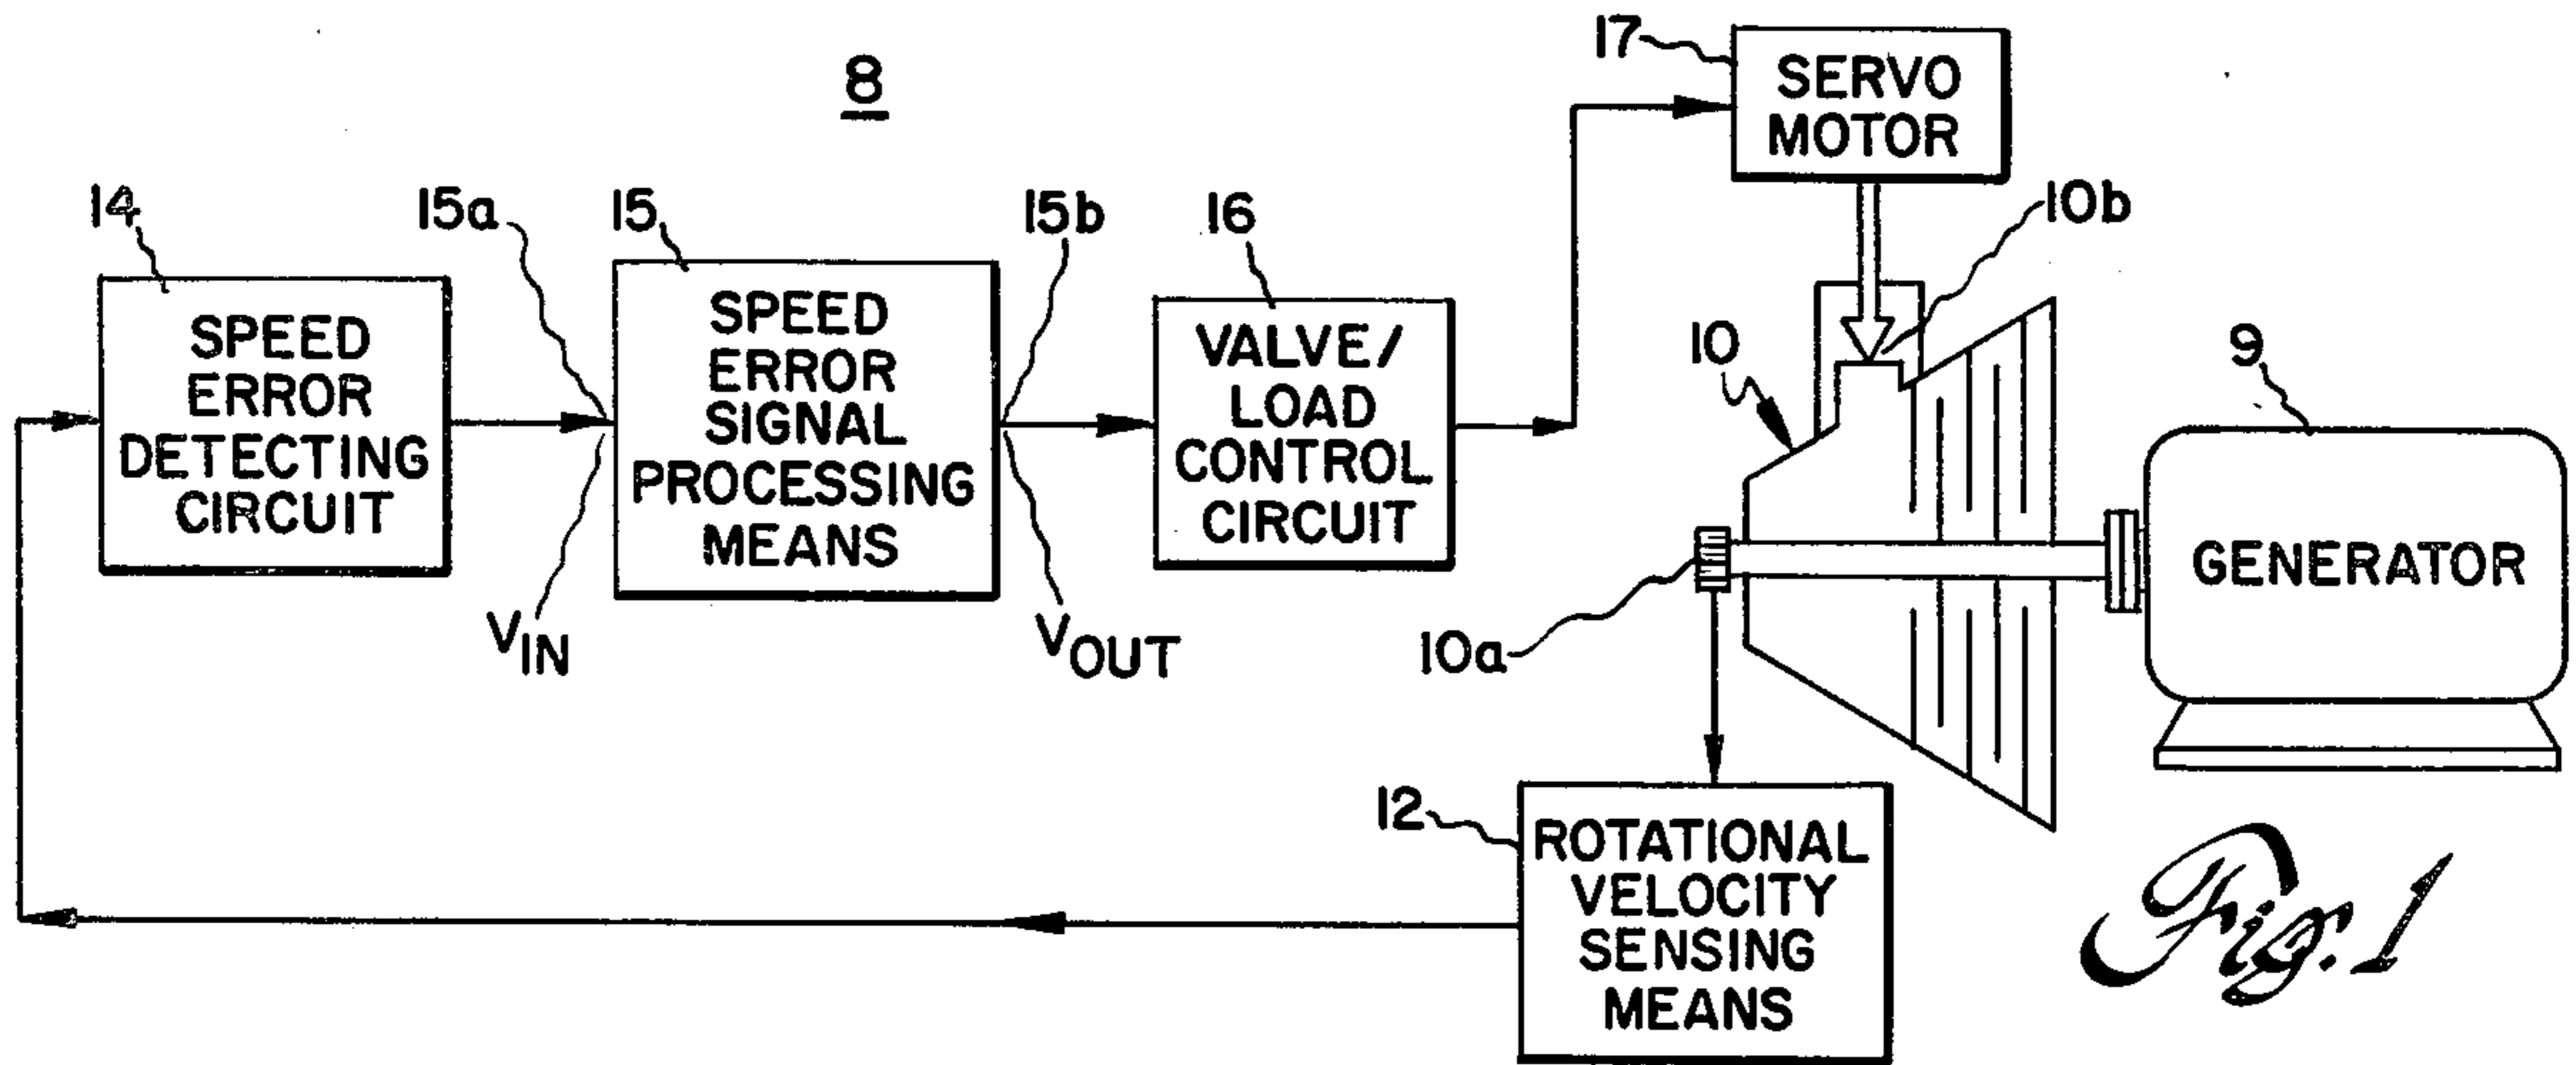 8
17
SERVO
MOTOR
10b
14
15a
15
15b
16
10
9
SPEED
ERROR
DETECTING
CIRCUIT
SPEED
ERROR
SIGNAL
PROCESSING
MEANS
VALVE/
LOAD
CONTROL
CIRCUIT
GENERATOR
VIN
VOUT
10a
12
ROTATIONAL
VELOCITY
SENSING
MEANS
Fig. 1